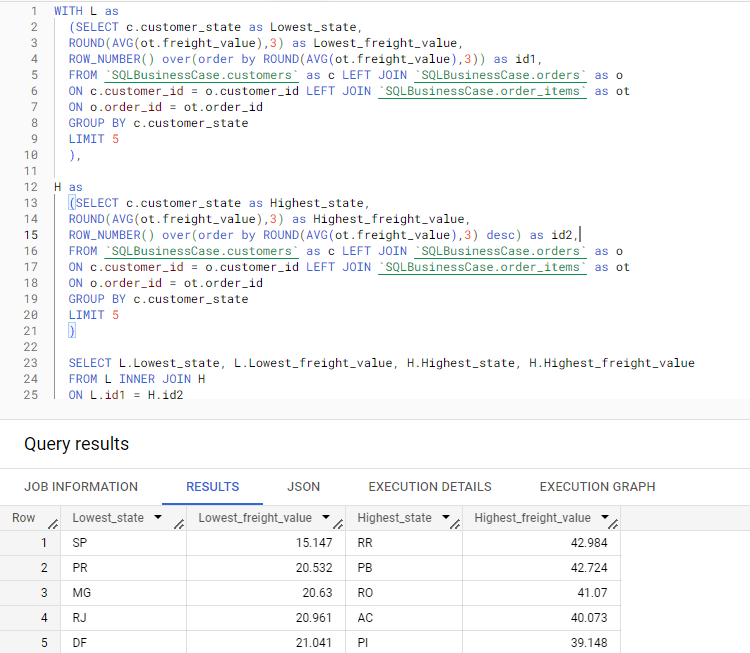 1 WITH L as
2 (SELECT c.customer_state as Lowest_state,
3 ROUND(AVG(ot.freight_value),3) as Lowest_freight_value,
4 ROW_NUMBER() over(order by ROUND(AVG(ot.freight_value),3)) as id1,
5 FROM `SQLBusinessCase.customers` as c LEFT JOIN `SQLBusinessCase.orders` as o
6 ON c.customer_id = o.customer_id LEFT JOIN `SQLBusinessCase.order_items` as ot
7 ON o.order_id = ot.order_id
8 GROUP BY c.customer_state
9 LIMIT 5
10 ),
11
12 H as
13 (SELECT c.customer_state as Highest_state,
14 ROUND(AVG(ot.freight_value),3) as Highest_freight_value,
15 ROW_NUMBER() over(order by ROUND(AVG(ot.freight_value),3) desc) as id2,
16 FROM `SQLBusinessCase.customers` as c LEFT JOIN `SQLBusinessCase.orders` as o
17 ON c.customer_id = o.customer_id LEFT JOIN `SQLBusinessCase.order_items` as ot
18 ON o.order_id = ot.order_id
19 GROUP BY c.customer_state
20 LIMIT 5
21 )
22
23 SELECT L.Lowest_state, L.Lowest_freight_value, H.Highest_state, H.Highest_freight_value
24 FROM L INNER JOIN H
25 ON L.id1 = H.id2
Query results
JOB INFORMATION RESULTS JSON EXECUTION DETAILS EXECUTION GRAPH
Row Lowest_state Lowest_freight_value Highest_state Highest_freight_value
1 SP 15.147 RR 42.984
2 PR 20.532 PB 42.724
3 MG 20.63 RO 41.07
4 RJ 20.961 AC 40.073
5 DF 21.041 PI 39.148